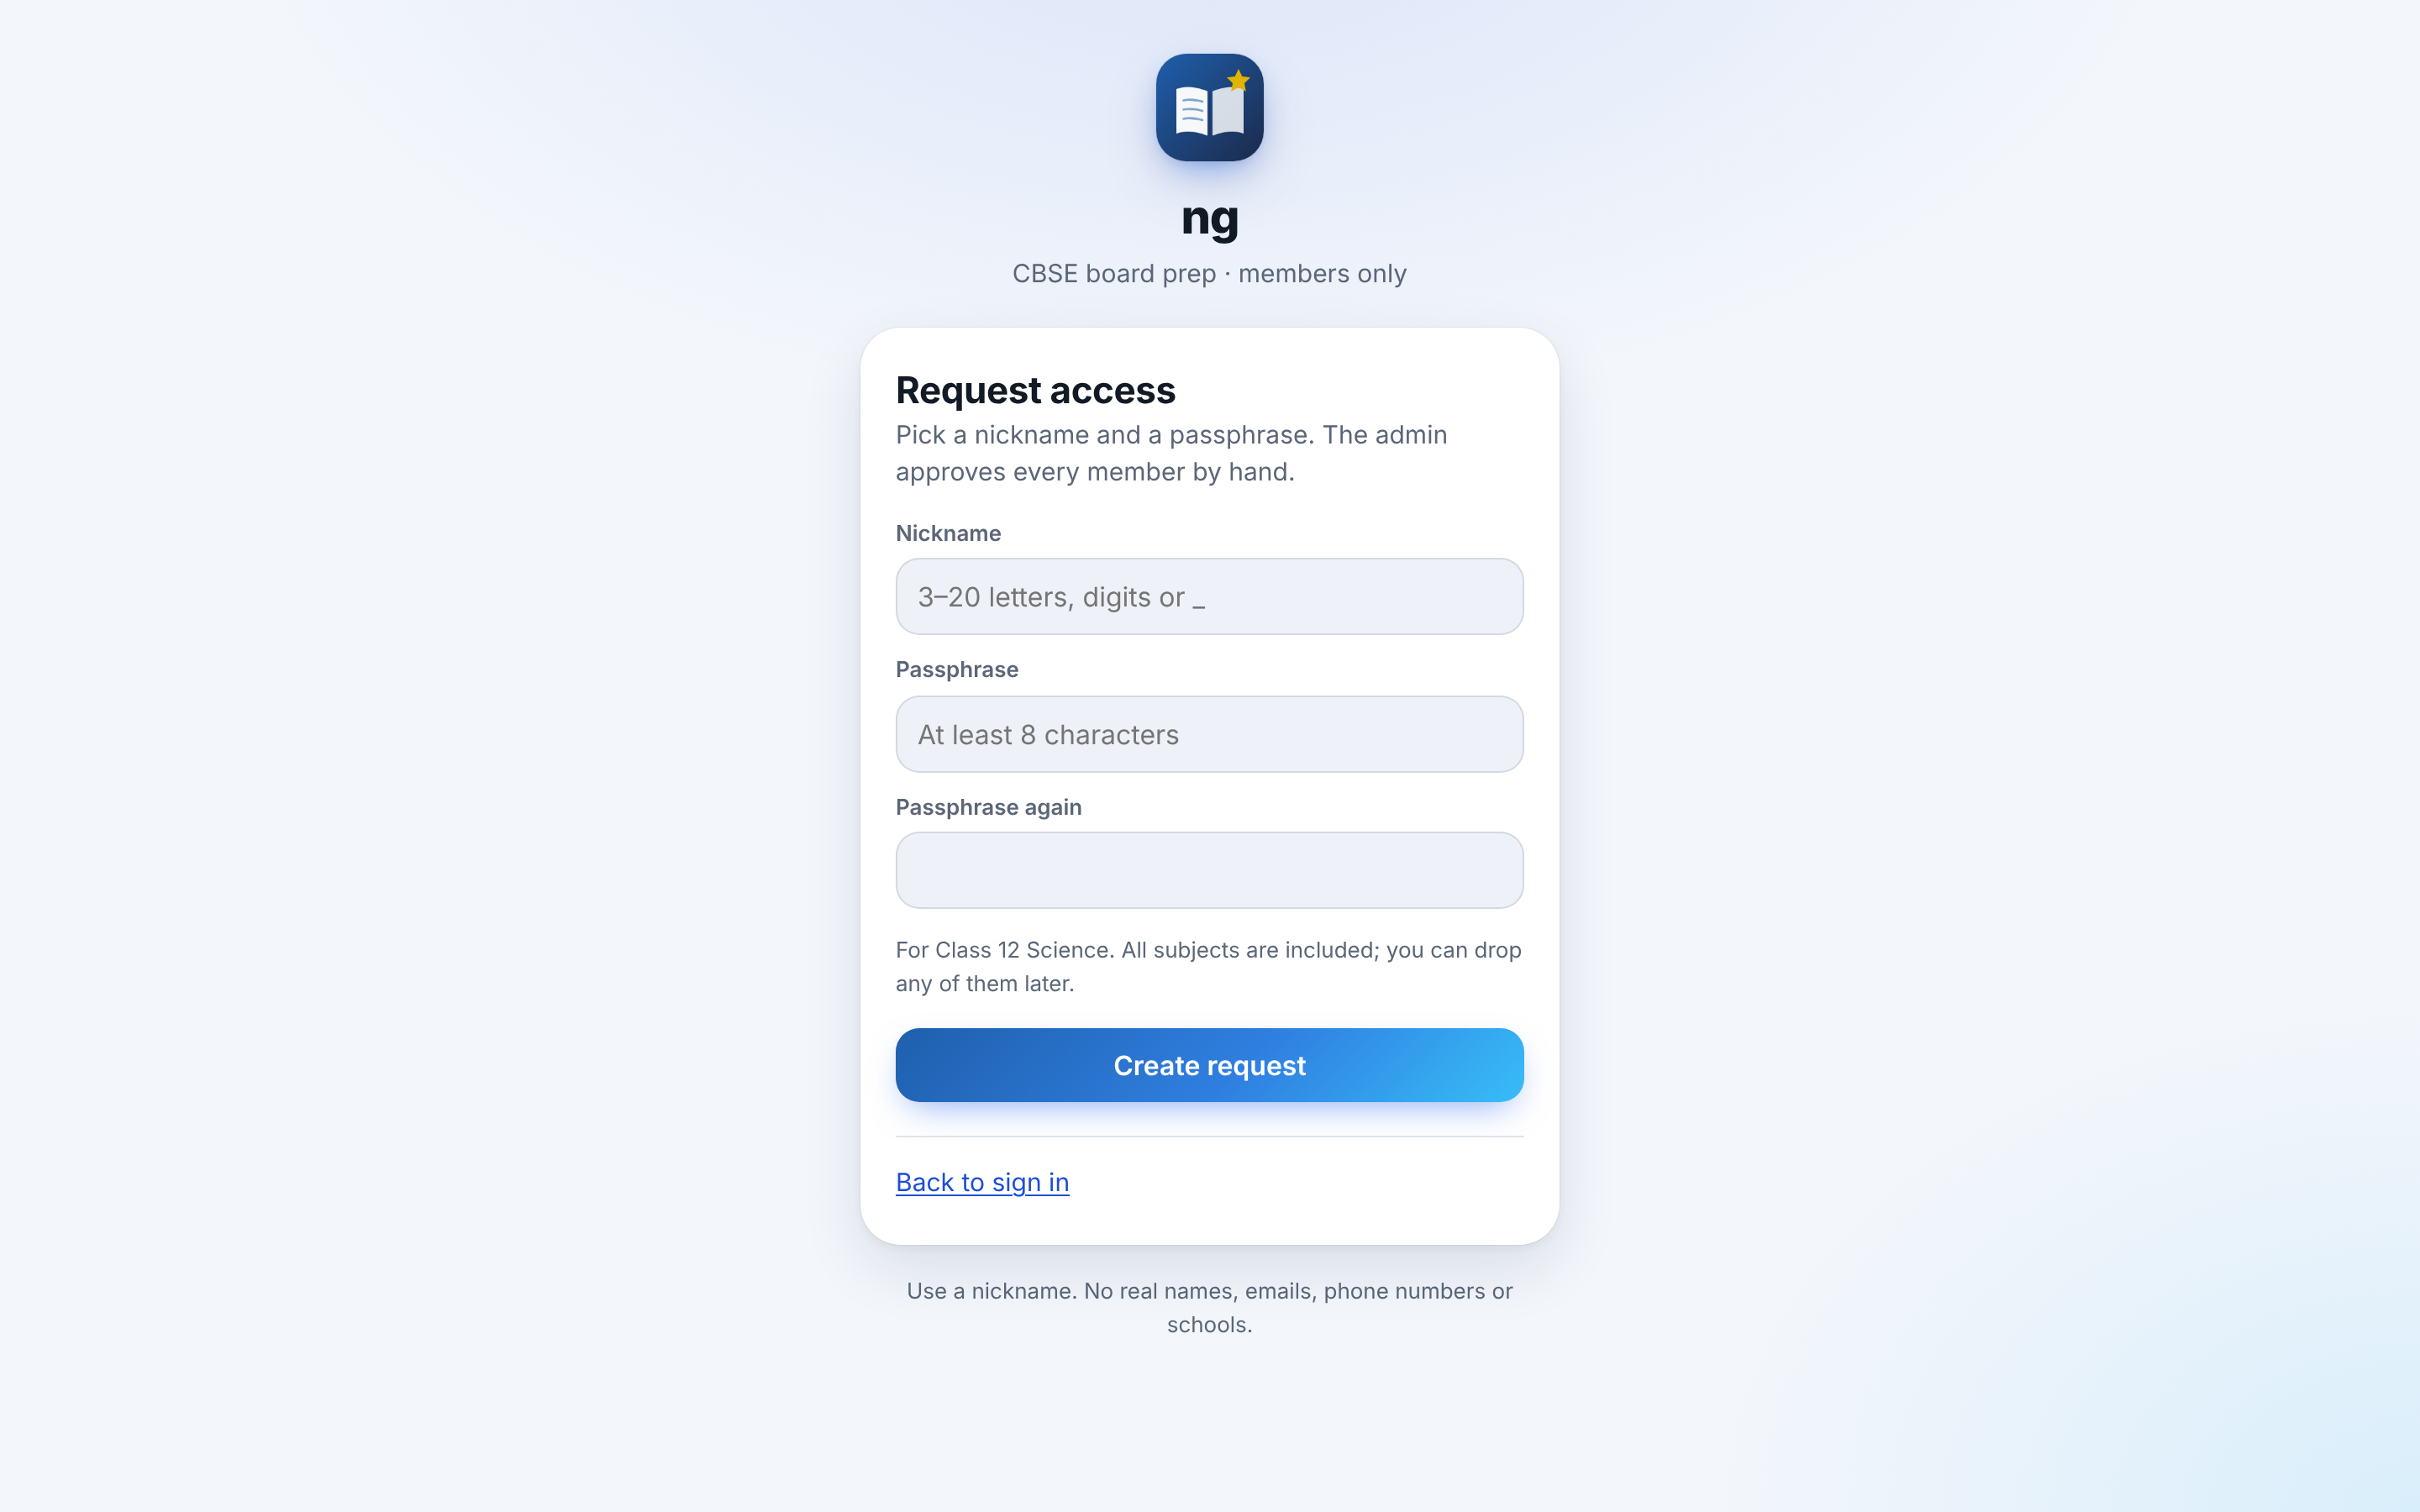 ng
CBSE board prep · members only
Request access
Pick a nickname and a passphrase. The admin
approves every member by hand.
Nickname
3–20 letters, digits or _
Passphrase
At least 8 characters
Passphrase again
For Class 12 Science. All subjects are included; you can drop
any of them later.
Create request
Back to sign in
Use a nickname. No real names, emails, phone numbers or
schools.